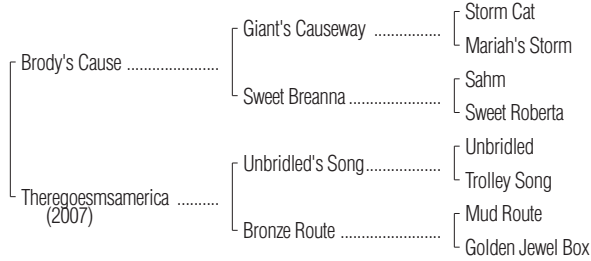 Storm Cat
Giant's Causeway ................
Mariah's Storm
Brody's Cause ......................
Sahm
Sweet Breanna ......................
Sweet Roberta
Unbridled
Unbridled's Song ..................
Trolley Song
Theregoesmsamerica ..........
(2007)
Mud Route
Bronze Route .......................
Golden Jewel Box